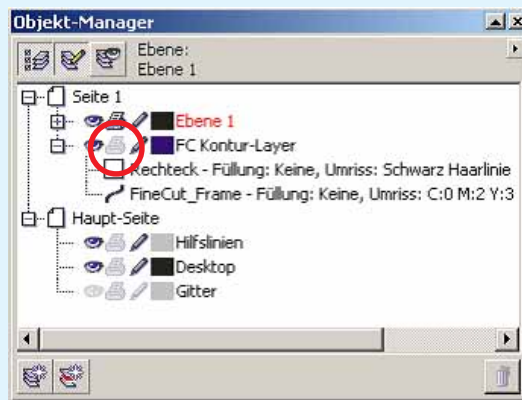 Objekt-Manager
Ebene:
Ebene 1
Seite 1
Ebene 1
FC Kontur-Layer
Rechteck - Füllung: Keine, Umriss: Schwarz Haarlinie
FineCut_Frame - Füllung: Keine, Umriss: C:0 M:2 Y:3
Haupt-Seite
Hilfslinien
Desktop
Gitter